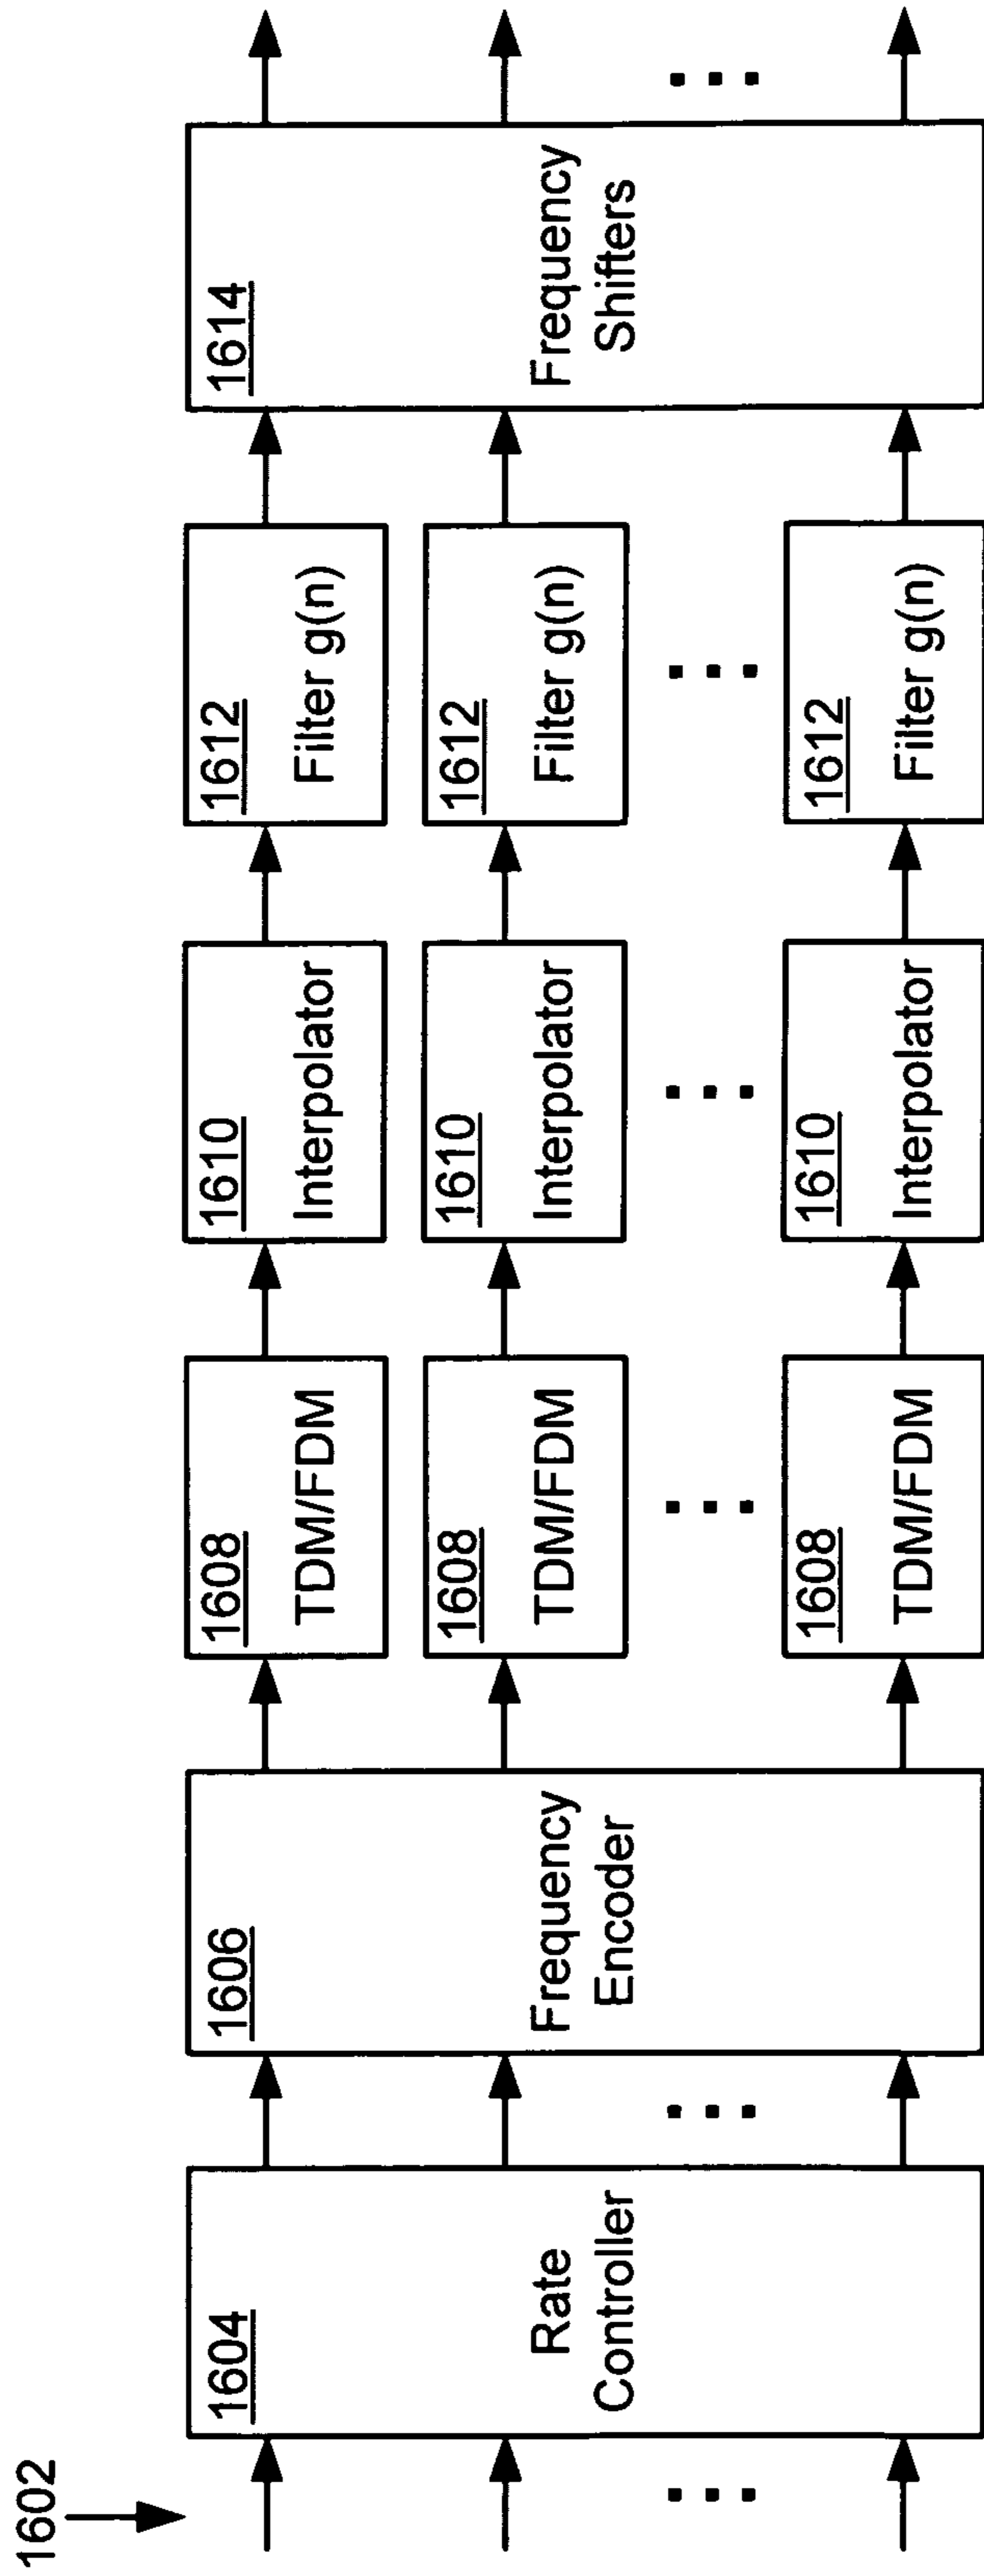 1602
1604
Rate
Controller
1606
Frequency
Encoder
1608
TDM/FDM
1608
TDM/FDM
1608
TDM/FDM
1610
Interpolator
1610
Interpolator
1610
Interpolator
1612
Filter g(n)
1612
Filter g(n)
1612
Filter g(n)
1614
Frequency
Shifters